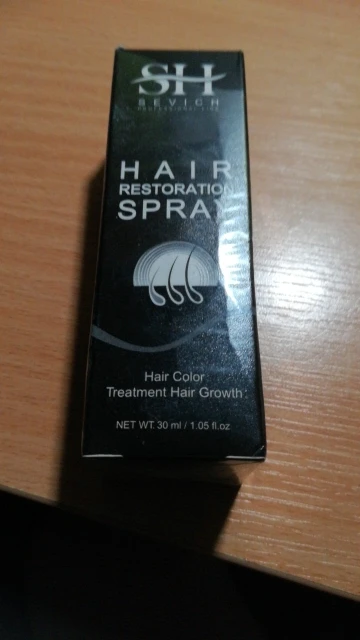 SH
SEVICH
HAIR
RESTORATION
SPRAY
Hair Color
Treatment Hair Growth
NET WT. 30 ml / 1.05 fl.oz